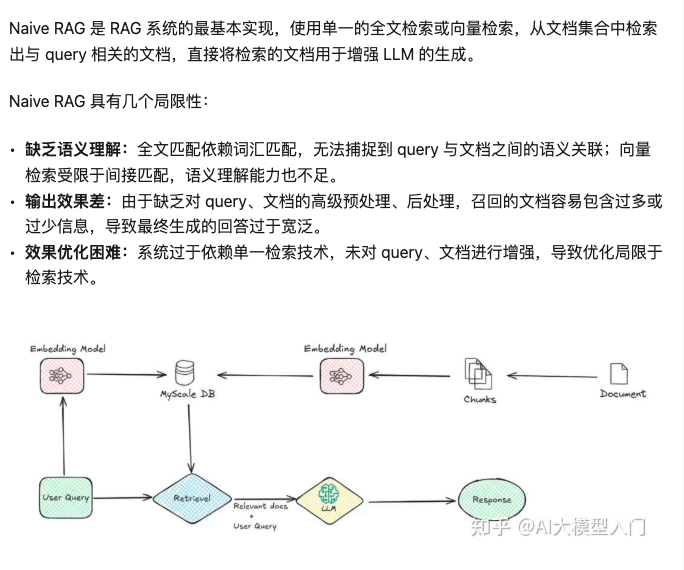 Naive RAG 是 RAG 系统的最基本实现，使用单一的全文检索或向量检索，从文档集合中检索
出与 query 相关的文档，直接将检索的文档用于增强 LLM 的生成。
Naive RAG 具有几个局限性：
• 缺乏语义理解：全文匹配依赖词汇匹配，无法捕捉到 query 与文档之间的语义关联；向量
检索受限于间接匹配，语义理解能力也不足。
• 输出效果差：由于缺乏对 query、文档的高级预处理、后处理，召回的文档容易包含过多或
过少信息，导致最终生成的回答过于宽泛。
• 效果优化困难：系统过于依赖单一检索技术，未对 query、文档进行增强，导致优化局限于
检索技术。
Embedding Model
Embedding Model
MyScale DB
Chunks
Document
User Query
Retrievel
Relevant docs
+
User Query
LLM
Response
知乎 @AI大模型入门